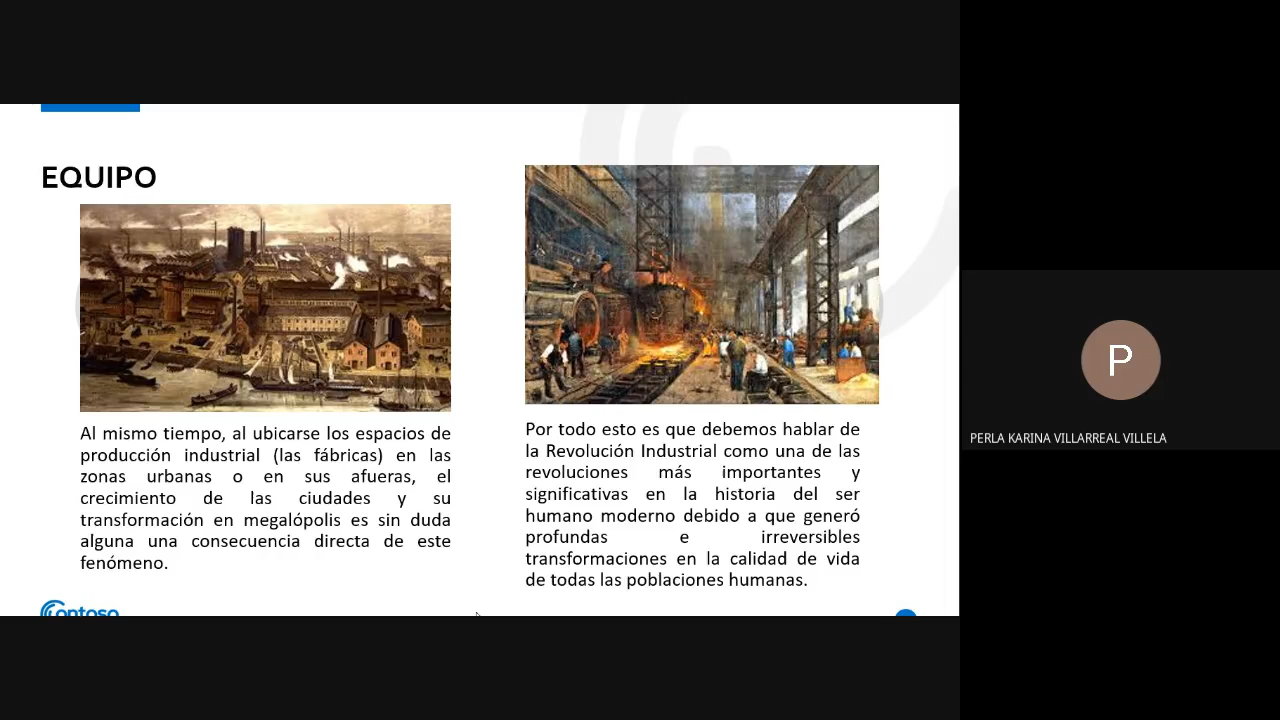 EQUIPO
Al mismo tiempo, al ubicarse los espacios de
producción industrial (las fábricas) en las
zonas urbanas o en sus afueras, el
crecimiento de las ciudades y su
transformación en megalópolis es sin duda
alguna una consecuencia directa de este
fenómeno.
Por todo esto es que debemos hablar de
la Revolución Industrial como una de las
revoluciones más importantes y
significativas en la historia del ser
humano moderno debido a que generó
profundas e irreversibles
transformaciones en la calidad de vida
de todas las poblaciones humanas.
Contoso
P
PERLA KARINA VILLARREAL VILLELA